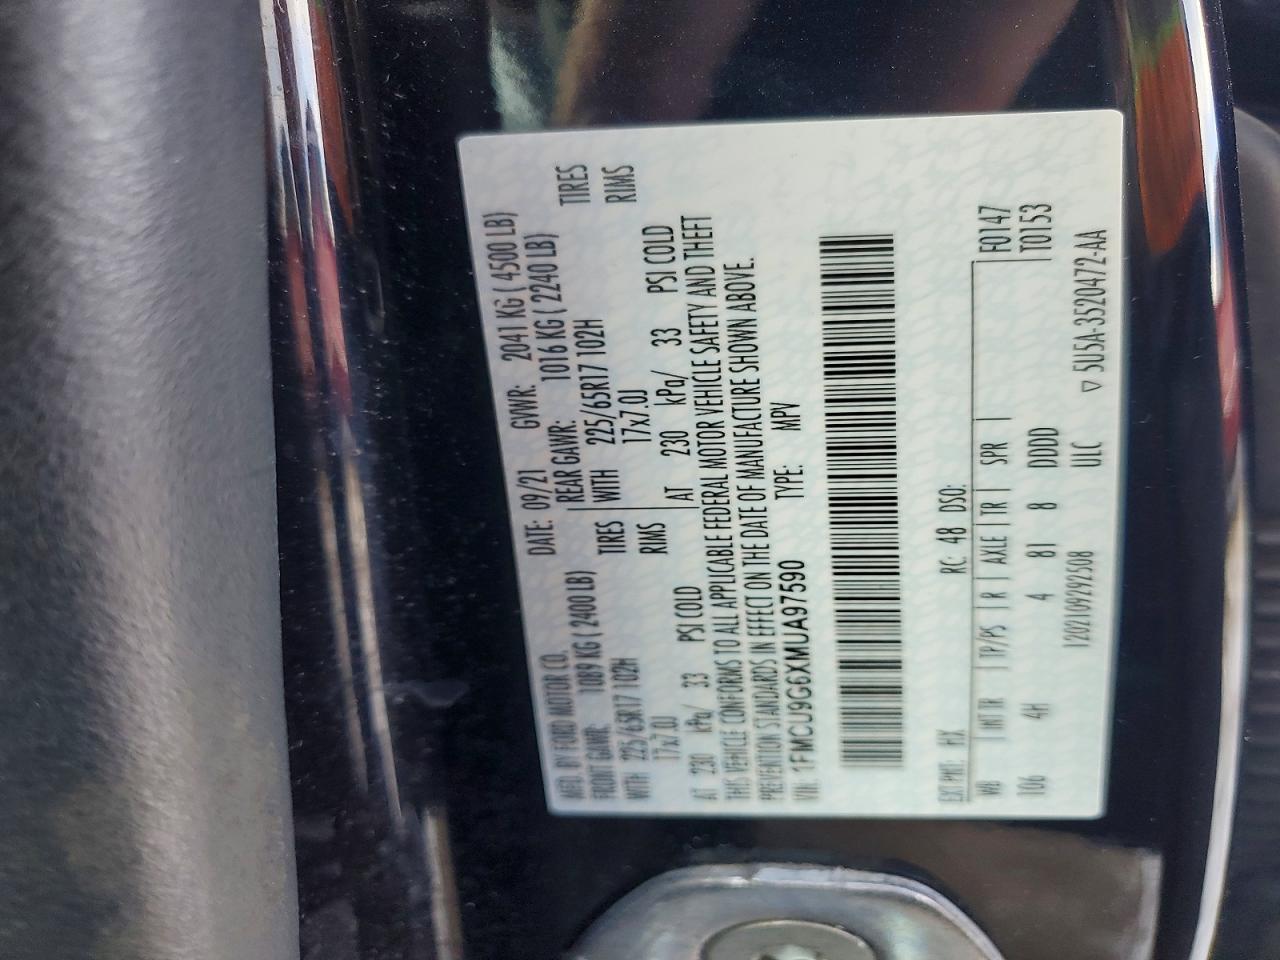 MFD. BY FORD MOTOR CO. DATE: 09/21 GVWR: 2041 KG ( 4500 LB)
FRONT GAWR: 1089 KG ( 2400 LB) REAR GAWR: 1016 KG ( 2240 LB)
WITH 225/65R17 102H TIRES WITH 225/65R17 102H TIRES
17x7.0J RIMS 17x7.0J RIMS
AT 230 kPa/ 33 PSI COLD AT 230 kPa/ 33 PSI COLD
THIS VEHICLE CONFORMS TO ALL APPLICABLE FEDERAL MOTOR VEHICLE SAFETY AND THEFT
PREVENTION STANDARDS IN EFFECT ON THE DATE OF MANUFACTURE SHOWN ABOVE.
VIN: 1FMCU9G6XMUA97590 TYPE: MPV
EXT PNT: HX RC: 48 DSO:
WB INT TR TP/PS R AXLE TR SPR F0147
106 4H 4 81 8 DDDD T0153
1202109292508 ULC
▽ 5U5A-3520472-AA